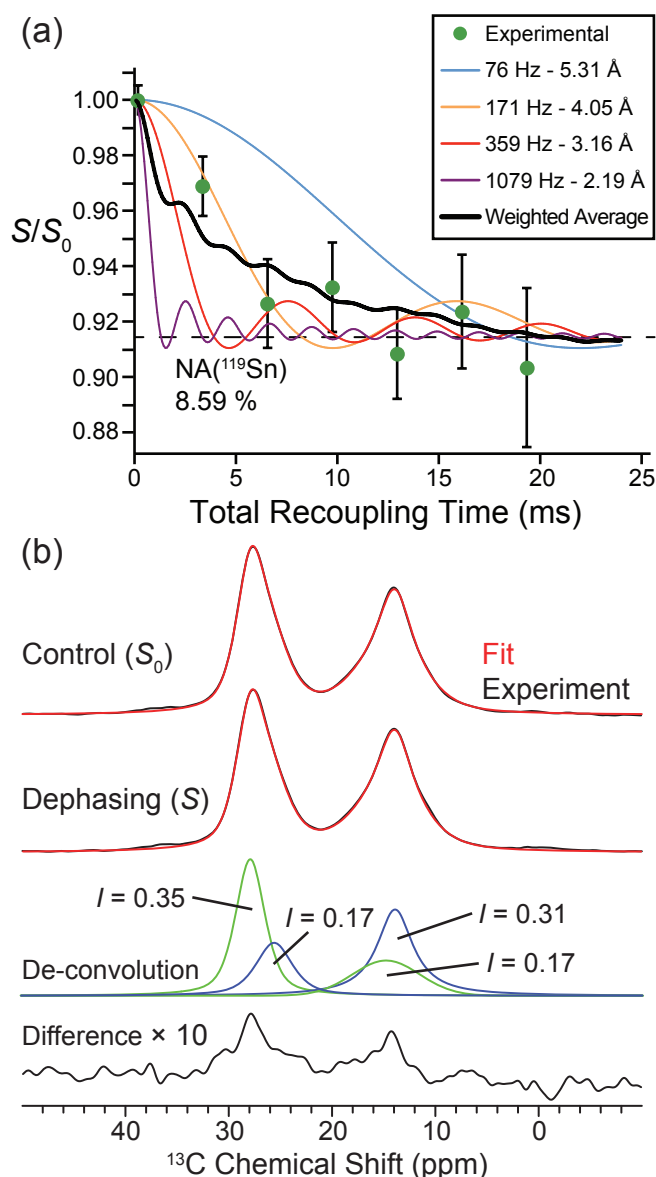 (a)
Experimental
76 Hz - 5.31 Å
171 Hz - 4.05 Å
359 Hz - 3.16 Å
1079 Hz - 2.19 Å
Weighted Average
1.00
0.98
0.96
0.94
0.92
0.90
0.88
S/S₀
NA(¹¹⁹Sn)
8.59 %
0 5 10 15 20 25
Total Recoupling Time (ms)
(b)
Control (S₀)
Fit
Experiment
Dephasing (S)
I = 0.35
I = 0.17
I = 0.31
I = 0.17
De-convolution
Difference × 10
40 30 20 10 0
¹³C Chemical Shift (ppm)